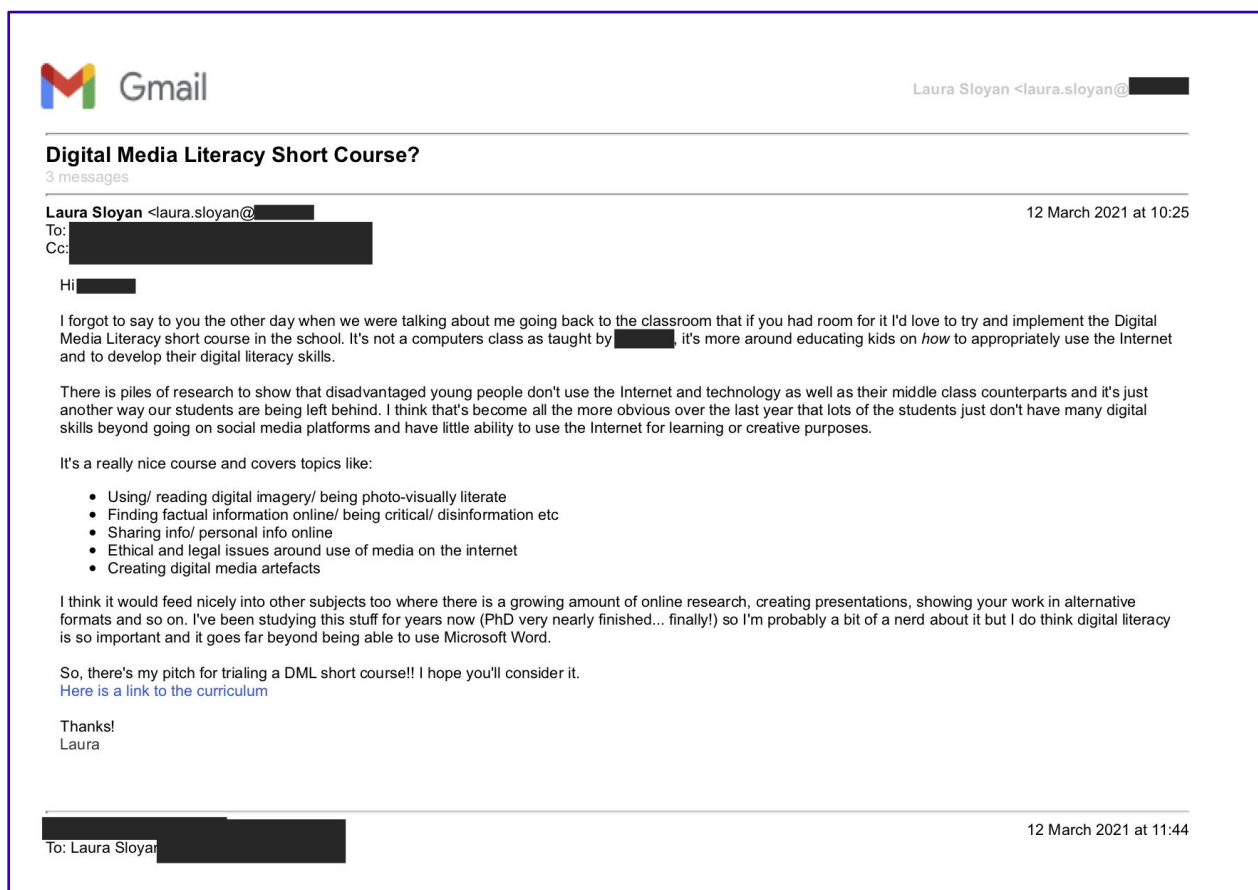 Gmail
Laura Sloyan <laura.sloyan@
Digital Media Literacy Short Course?
3 messages
Laura Sloyan <laura.sloyan@
12 March 2021 at 10:25
To:
Cc:
Hi
I forgot to say to you the other day when we were talking about me going back to the classroom that if you had room for it I'd love to try and implement the Digital
Media Literacy short course in the school. It's not a computers class as taught by , it's more around educating kids on how to appropriately use the Internet
and to develop their digital literacy skills.
There is piles of research to show that disadvantaged young people don't use the Internet and technology as well as their middle class counterparts and it's just
another way our students are being left behind. I think that's become all the more obvious over the last year that lots of the students just don't have many digital
skills beyond going on social media platforms and have little ability to use the Internet for learning or creative purposes.
It's a really nice course and covers topics like:
• Using/ reading digital imagery/ being photo-visually literate
• Finding factual information online/ being critical/ disinformation etc
• Sharing info/ personal info online
• Ethical and legal issues around use of media on the internet
• Creating digital media artefacts
I think it would feed nicely into other subjects too where there is a growing amount of online research, creating presentations, showing your work in alternative
formats and so on. I've been studying this stuff for years now (PhD very nearly finished... finally!) so I'm probably a bit of a nerd about it but I do think digital literacy
is so important and it goes far beyond being able to use Microsoft Word.
So, there's my pitch for trialing a DML short course!! I hope you'll consider it.
Here is a link to the curriculum
Thanks!
Laura
12 March 2021 at 11:44
To: Laura Sloyan